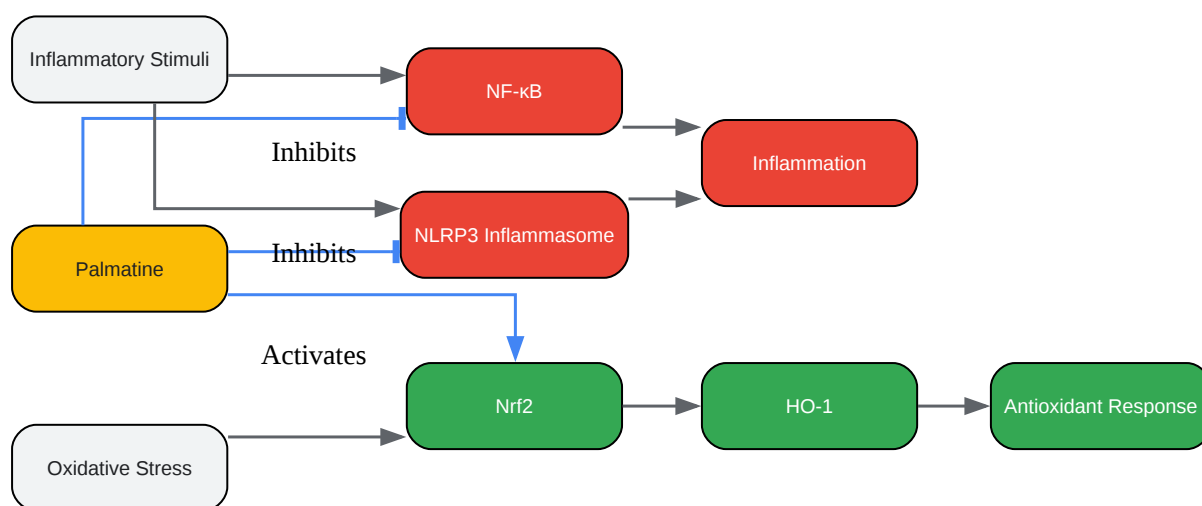 Inflammatory Stimuli
NF-κB
Inhibits
Inflammation
NLRP3 Inflammasome
Inhibits
Palmatine
Activates
Nrf2
HO-1
Antioxidant Response
Oxidative Stress